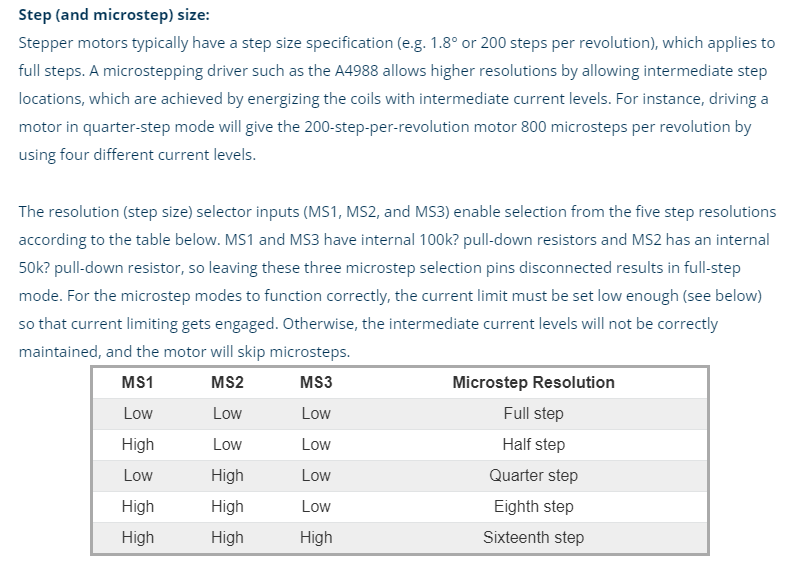 Step (and microstep) size:
Stepper motors typically have a step size specification (e.g. 1.8° or 200 steps per revolution), which applies to
full steps. A microstepping driver such as the A4988 allows higher resolutions by allowing intermediate step
locations, which are achieved by energizing the coils with intermediate current levels. For instance, driving a
motor in quarter-step mode will give the 200-step-per-revolution motor 800 microsteps per revolution by
using four different current levels.
The resolution (step size) selector inputs (MS1, MS2, and MS3) enable selection from the five step resolutions
according to the table below. MS1 and MS3 have internal 100k? pull-down resistors and MS2 has an internal
50k? pull-down resistor, so leaving these three microstep selection pins disconnected results in full-step
mode. For the microstep modes to function correctly, the current limit must be set low enough (see below)
so that current limiting gets engaged. Otherwise, the intermediate current levels will not be correctly
maintained, and the motor will skip microsteps.
MS1 MS2 MS3 Microstep Resolution
Low Low Low Full step
High Low Low Half step
Low High Low Quarter step
High High Low Eighth step
High High High Sixteenth step